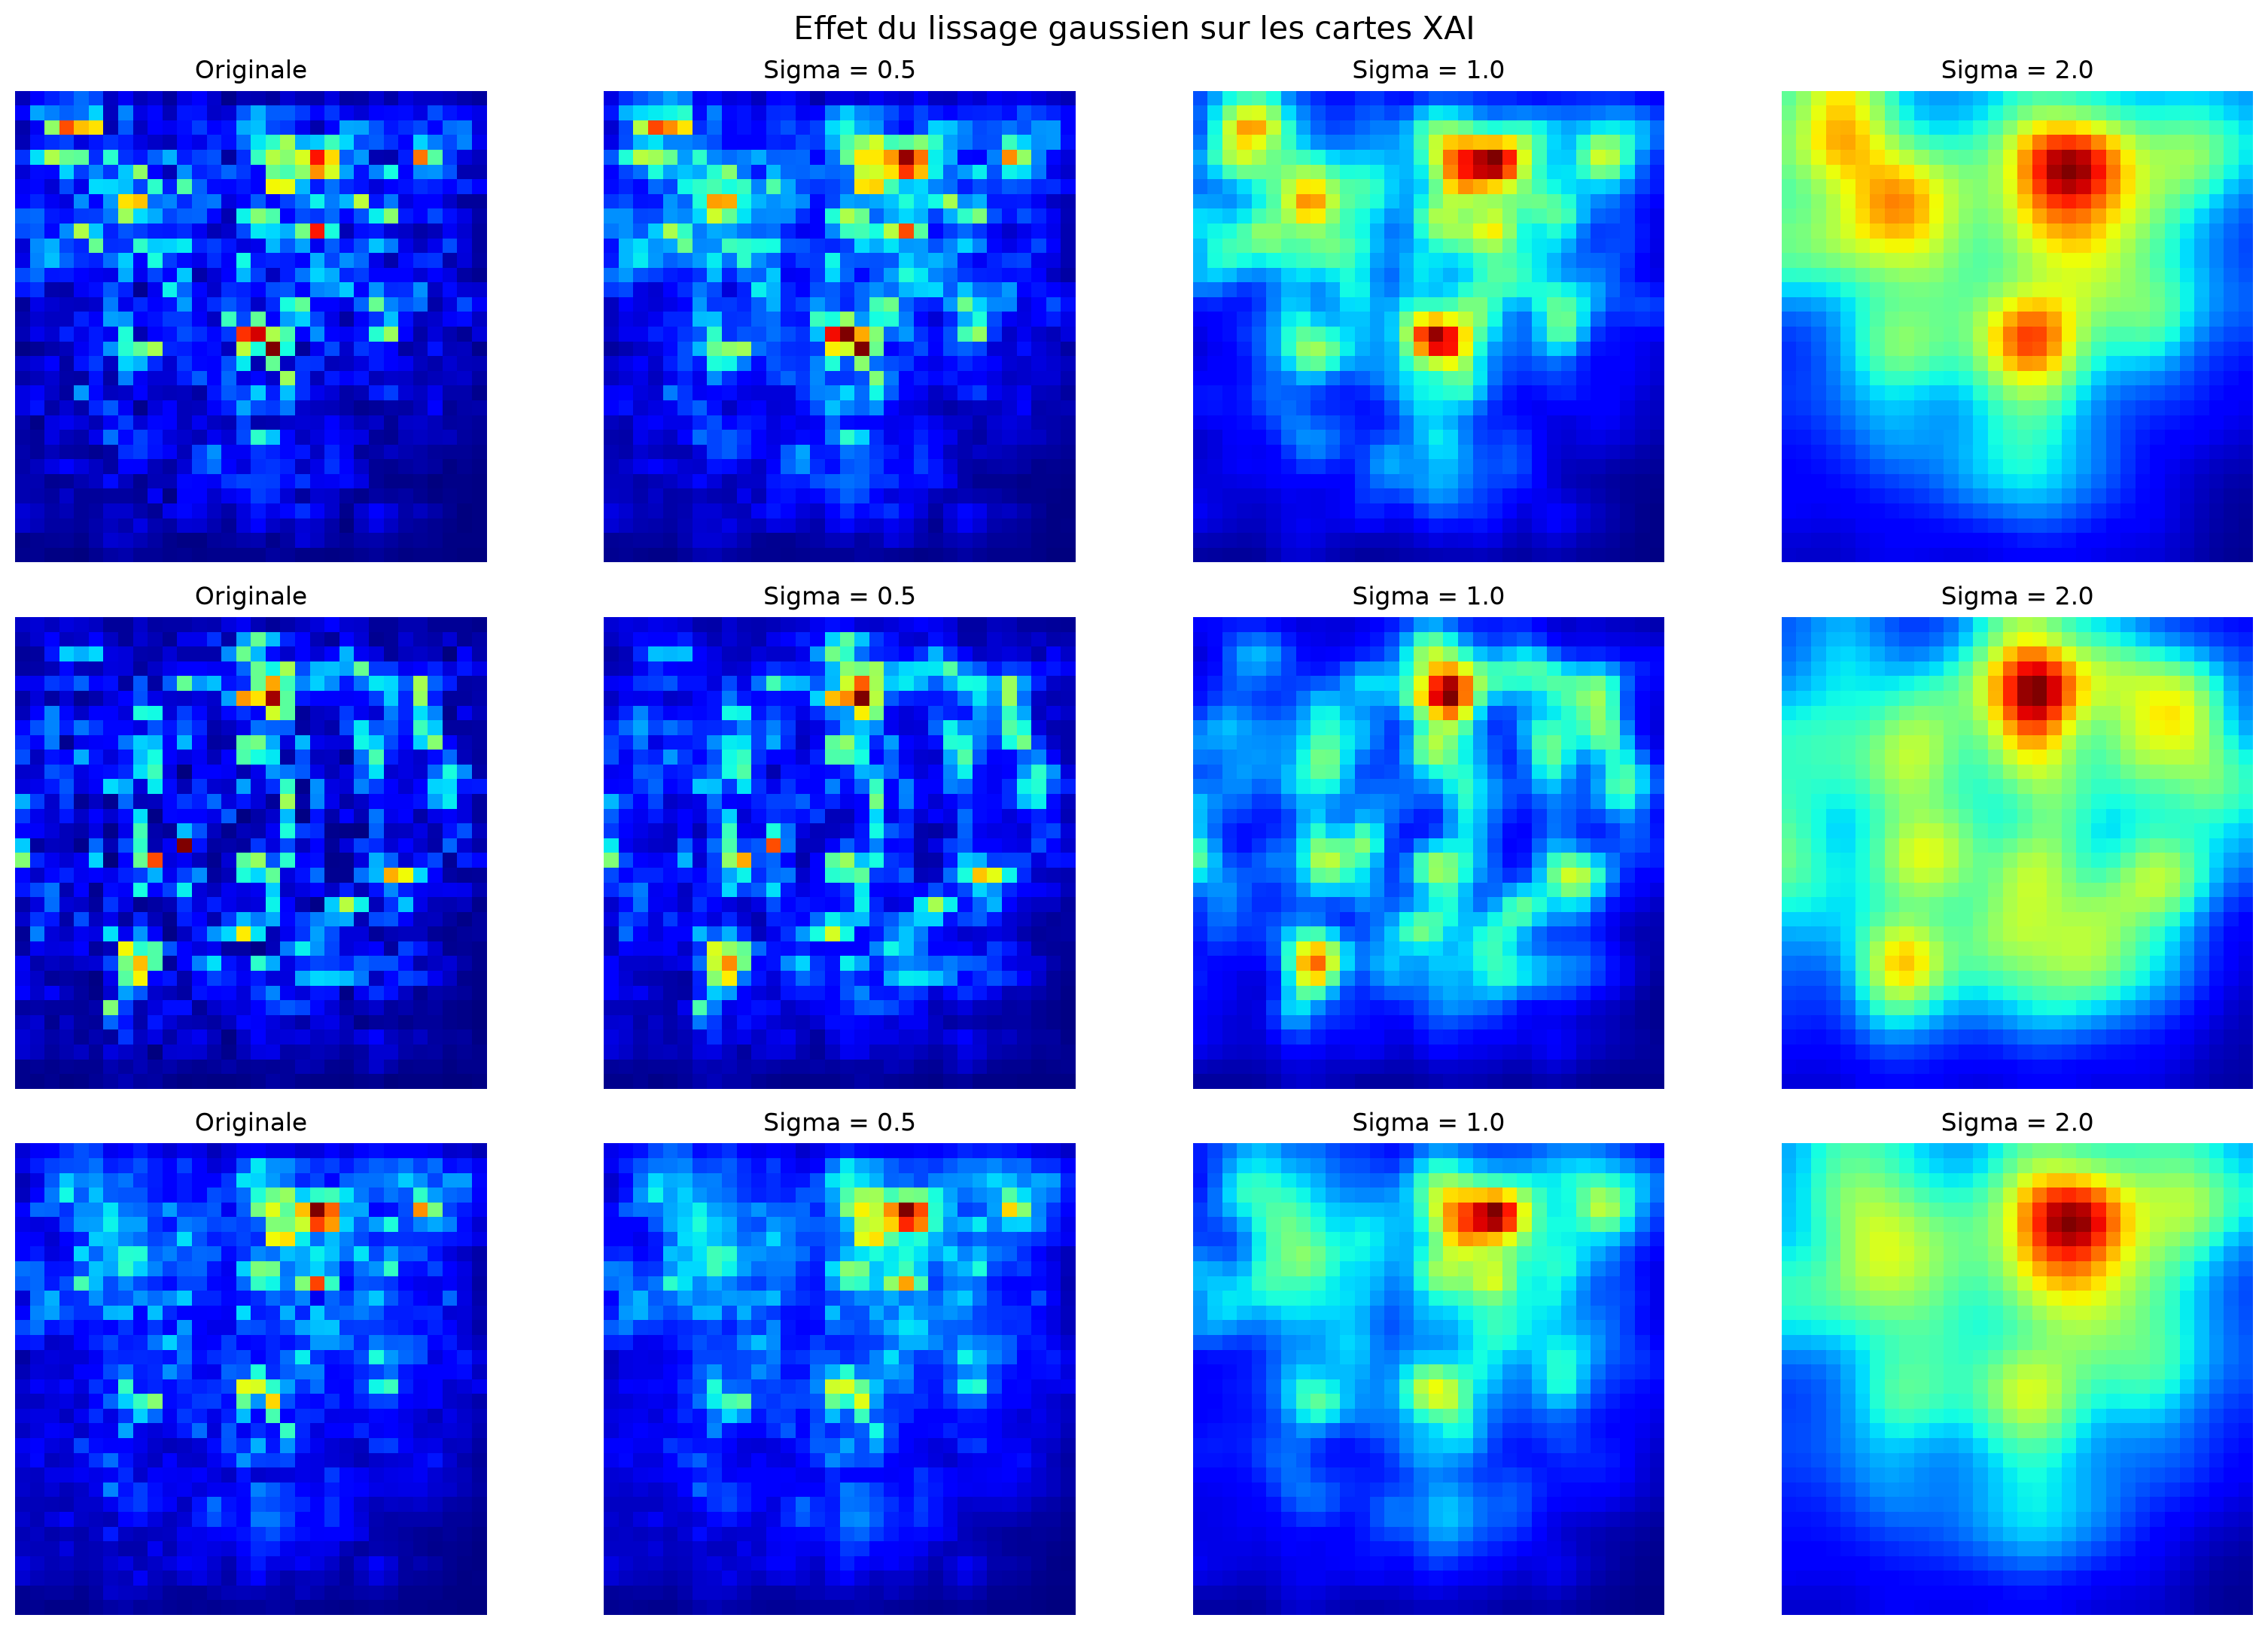 Effet du lissage gaussien sur les cartes XAI
Originale
Sigma = 0.5
Sigma = 1.0
Sigma = 2.0
Originale
Sigma = 0.5
Sigma = 1.0
Sigma = 2.0
Originale
Sigma = 0.5
Sigma = 1.0
Sigma = 2.0